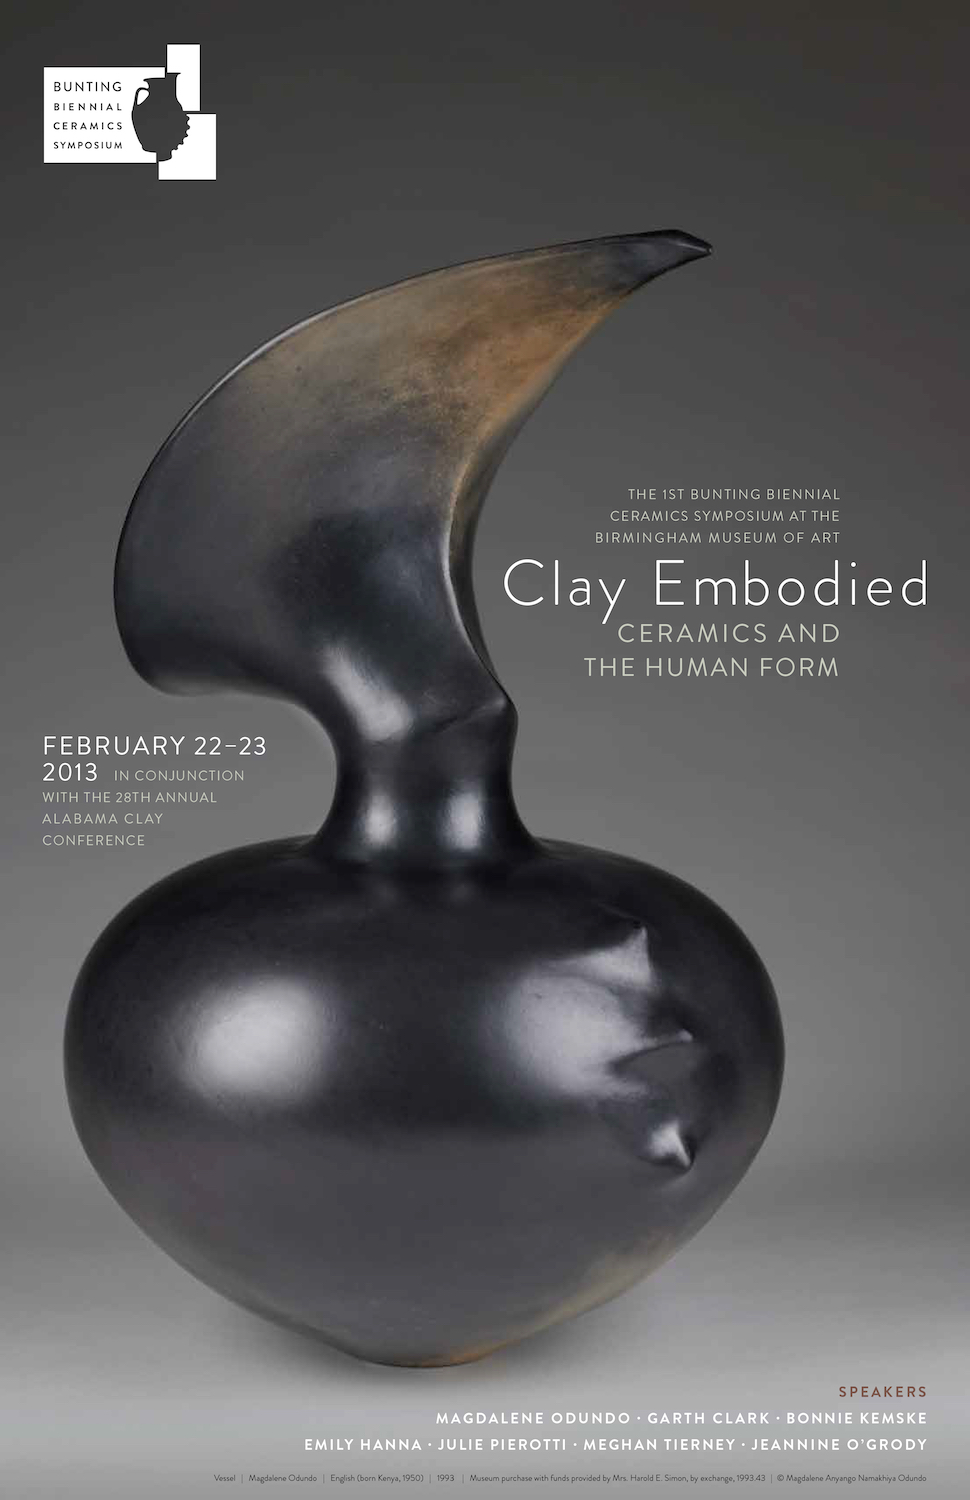 BUNTING
BIENNIAL
CERAMICS
SYMPOSIUM
THE 1ST BUNTING BIENNIAL
CERAMICS SYMPOSIUM AT THE
BIRMINGHAM MUSEUM OF ART
Clay Embodied
CERAMICS AND
THE HUMAN FORM
FEBRUARY 22–23
2013 IN CONJUNCTION
WITH THE 28TH ANNUAL
ALABAMA CLAY
CONFERENCE
SPEAKERS
MAGDALENE ODUNDO · GARTH CLARK · BONNIE KEMSKE
EMILY HANNA · JULIE PIEROTTI · MEGHAN TIERNEY · JEANNINE O'GRODY
Vessel | Magdalene Odundo | English (born Kenya, 1950) | 1993 | Museum purchase with funds provided by Mrs. Harold E. Simon, by exchange, 1993.43 | © Magdalene Anyango Namakhiya Odundo